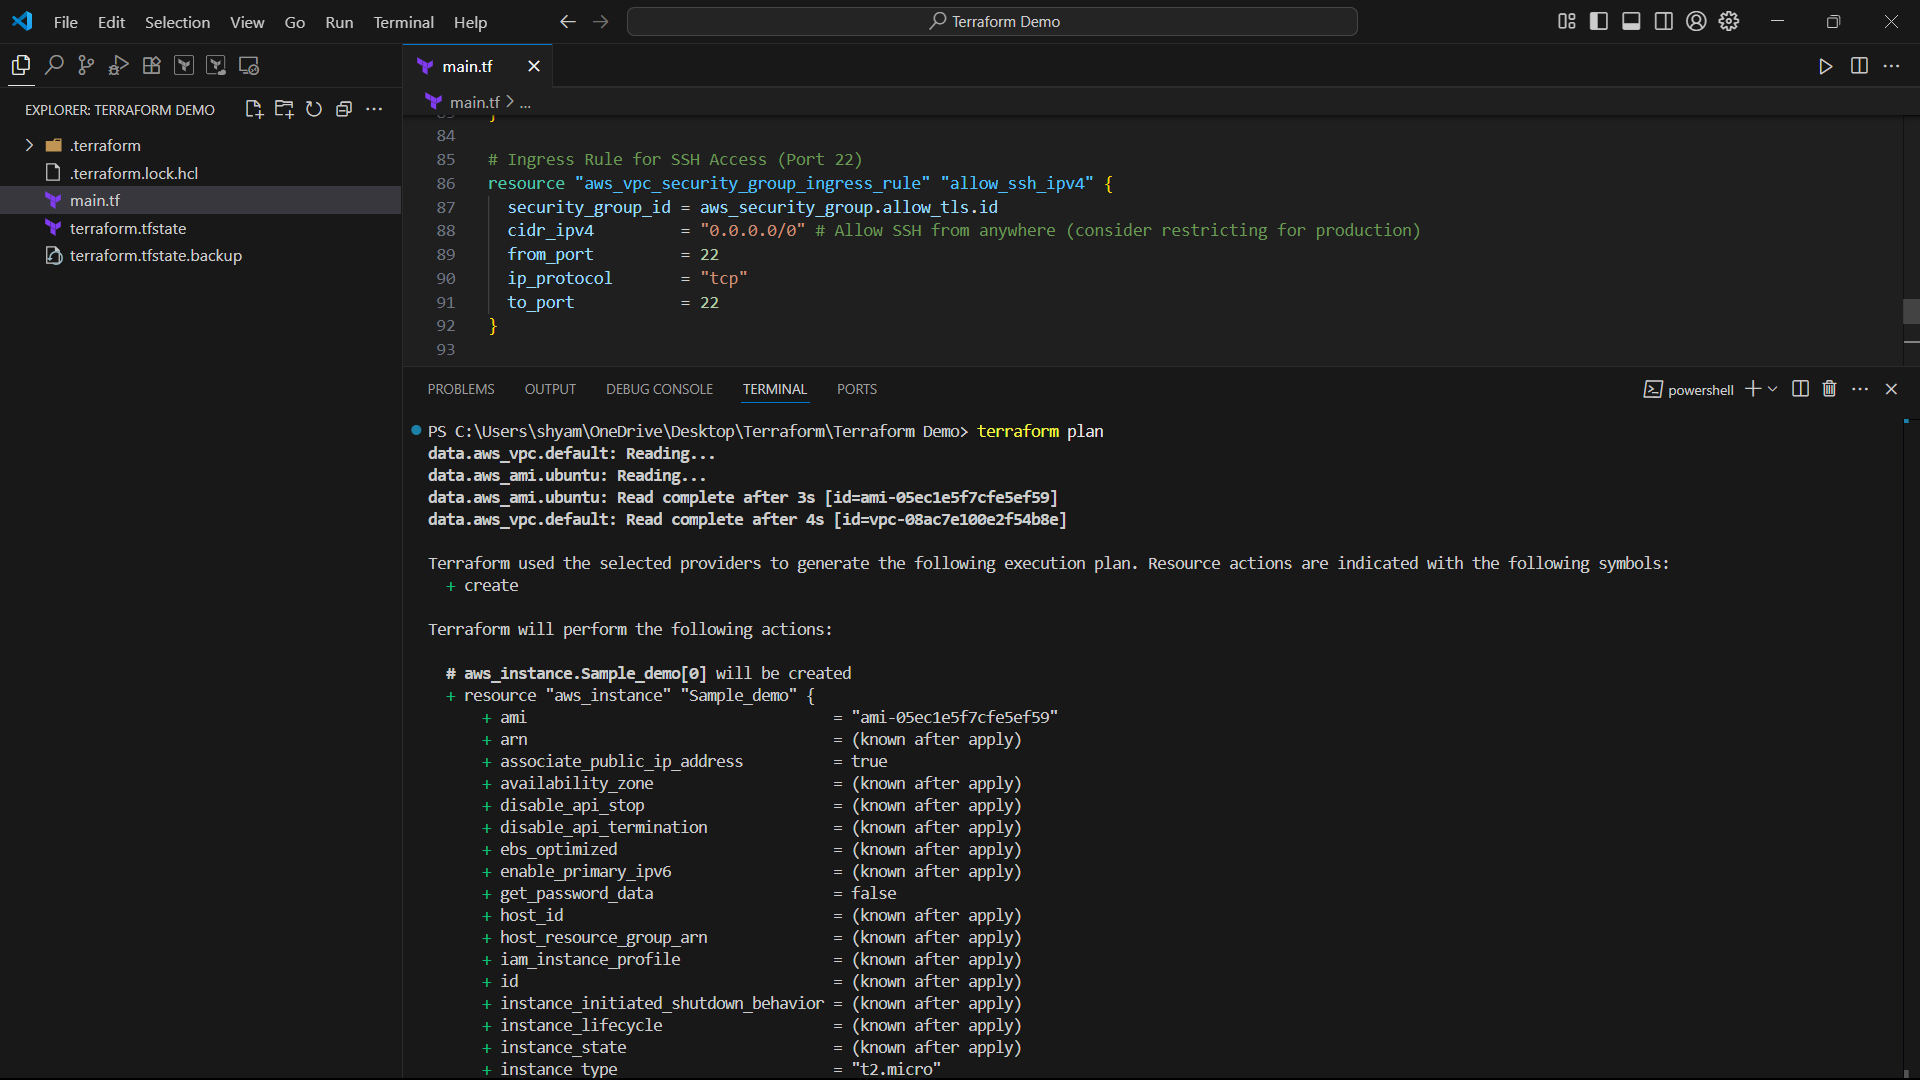 File Edit Selection View Go Run Terminal Help
Terraform Demo
EXPLORER: TERRAFORM DEMO
.terraform
.terraform.lock.hcl
main.tf
terraform.tfstate
terraform.tfstate.backup
main.tf
main.tf > ...
84
85 # Ingress Rule for SSH Access (Port 22)
86 resource "aws_vpc_security_group_ingress_rule" "allow_ssh_ipv4" {
87 security_group_id = aws_security_group.allow_tls.id
88 cidr_ipv4 = "0.0.0.0/0" # Allow SSH from anywhere (consider restricting for production)
89 from_port = 22
90 ip_protocol = "tcp"
91 to_port = 22
92 }
93
PROBLEMS OUTPUT DEBUG CONSOLE TERMINAL PORTS
powershell
PS C:\Users\shyam\OneDrive\Desktop\Terraform\Terraform Demo> terraform plan
data.aws_vpc.default: Reading...
data.aws_ami.ubuntu: Reading...
data.aws_ami.ubuntu: Read complete after 3s [id=ami-05ec1e5f7cfe5ef59]
data.aws_vpc.default: Read complete after 4s [id=vpc-08ac7e100e2f54b8e]
Terraform used the selected providers to generate the following execution plan. Resource actions are indicated with the following symbols:
+ create
Terraform will perform the following actions:
# aws_instance.Sample_demo[0] will be created
+ resource "aws_instance" "Sample_demo" {
+ ami = "ami-05ec1e5f7cfe5ef59"
+ arn = (known after apply)
+ associate_public_ip_address = true
+ availability_zone = (known after apply)
+ disable_api_stop = (known after apply)
+ disable_api_termination = (known after apply)
+ ebs_optimized = (known after apply)
+ enable_primary_ipv6 = (known after apply)
+ get_password_data = false
+ host_id = (known after apply)
+ host_resource_group_arn = (known after apply)
+ iam_instance_profile = (known after apply)
+ id = (known after apply)
+ instance_initiated_shutdown_behavior = (known after apply)
+ instance_lifecycle = (known after apply)
+ instance_state = (known after apply)
+ instance_type = "t2.micro"